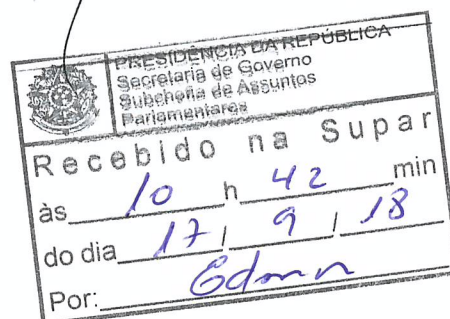 PRESIDÊNCIA DA REPÚBLICA
Secretaria de Governo
Subchefia de Assuntos
Parlamentares
Recebido na Supar
às 10 h 42 min
do dia 17 / 9 / 18
Por: